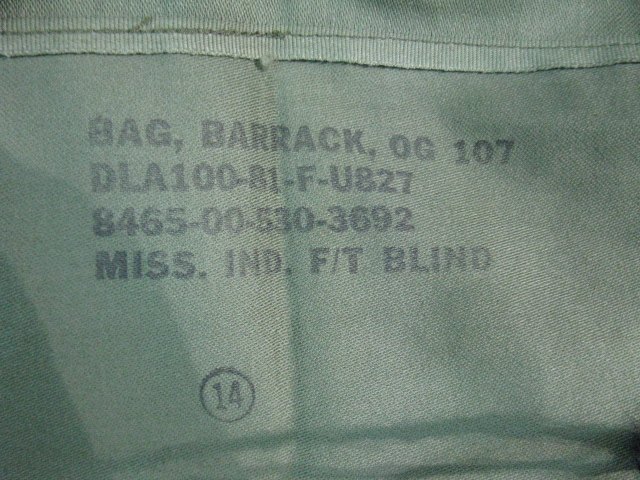 BAG, BARRACK, OG 107
DLA100-81-F-U827
8465-00-530-3692
MISS. IND. F/T BLIND
14